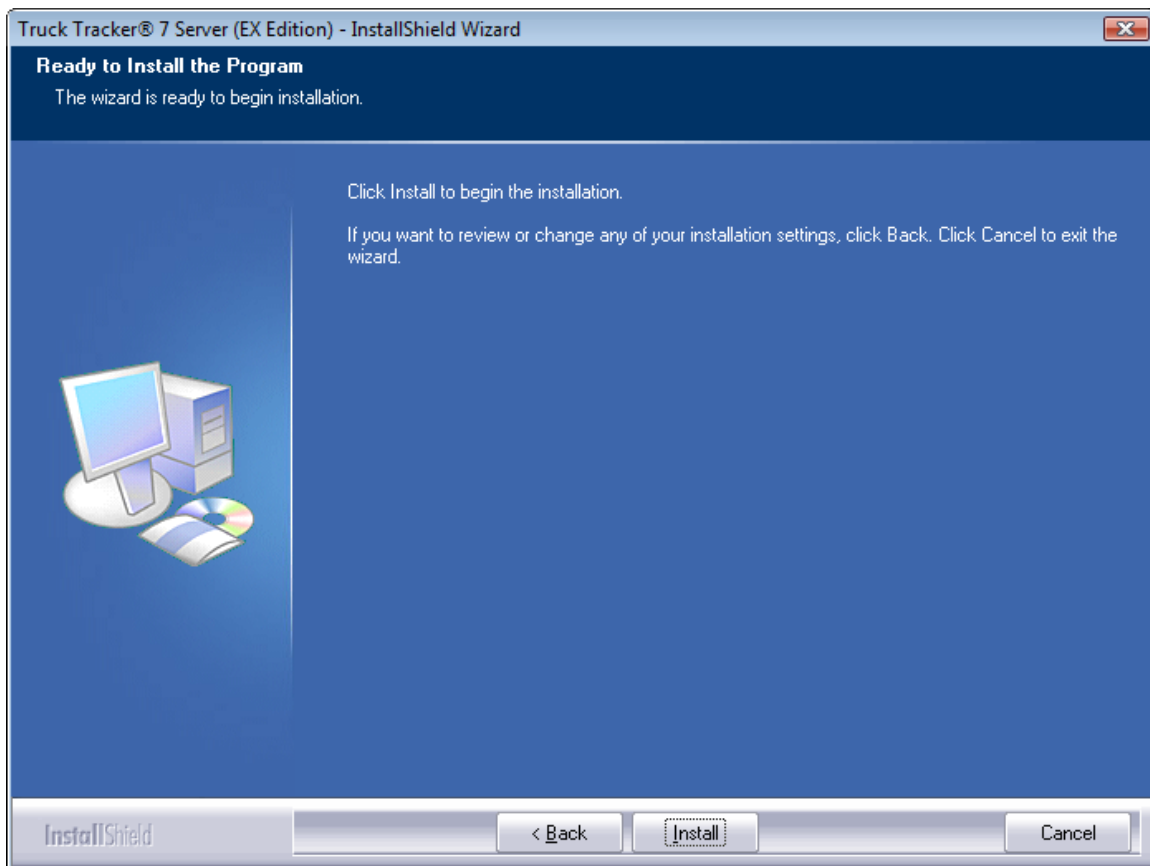 Truck Tracker® 7 Server (EX Edition) - InstallShield Wizard
Ready to Install the Program
The wizard is ready to begin installation.
Click Install to begin the installation.
If you want to review or change any of your installation settings, click Back. Click Cancel to exit the
wizard.
InstallShield
< Back
Install
Cancel